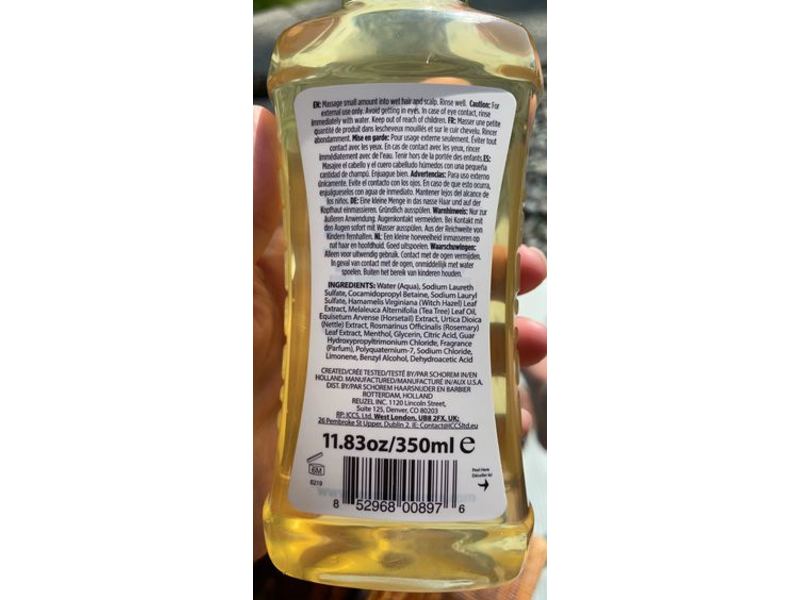 EN: Massage small amount into wet hair and scalp. Rinse well. Caution: For
external use only. Avoid getting in eyes. In case of eye contact, rinse
immediately with water. Keep out of reach of children. FR: Masser une petite
quantité de produit dans lescheveux mouillés et sur le cuir chevelu. Rincer
abondamment. Mise en garde: Pour usage externe seulement. Éviter tout
contact avec les yeux. En cas de contact avec les yeux, rincer
immédiatement avec de l'eau. Tenir hors de la portée des enfants.ES:
Masajee el cabello y el cuero cabelludo húmedos con una pequeña
cantidad de champú. Enjuague bien. Advertencias: Para uso externo
únicamente. Evite el contacto con los ojos. En caso de que esto ocurra,
enjuágueselos con agua de inmediato. Mantener lejos del alcance de
los niños. DE: Eine kleine Menge in das nasse Haar und auf der
Kopfhaut einmassieren. Gründlich ausspülen. Warnhinweis: Nur zur
äußeren Anwendung. Augenkontakt vermeiden. Bei Kontakt mit
den Augen sofort mit Wasser ausspülen. Aus der Reichweite von
Kindern fernhalten. NL: Een kleine hoeveelheid inmasseren op
nat haar en hoofdhuid. Goed uitspoelen. Waarschuwingen:
Alleen voor uitwendig gebruik. Contact met de ogen vermijden.
In geval van contact met de ogen, onmiddellijk met water
spoelen. Buiten het bereik van kinderen houden.
INGREDIENTS: Water (Aqua), Sodium Laureth
Sulfate, Cocamidopropyl Betaine, Sodium Lauryl
Sulfate, Hamamelis Virginiana (Witch Hazel) Leaf
Extract, Melaleuca Alternifolia (Tea Tree) Leaf Oil,
Equisetum Arvense (Horsetail) Extract, Urtica Dioica
(Nettle) Extract, Rosmarinus Officinalis (Rosemary)
Leaf Extract, Menthol, Glycerin, Citric Acid, Guar
Hydroxypropyltrimonium Chloride, Fragrance
(Parfum), Polyquaternium-7, Sodium Chloride,
Limonene, Benzyl Alcohol, Dehydroacetic Acid
CREATED/CRÉE TESTED/TESTÉ BY/PAR SCHOREM IN/EN
HOLLAND. MANUFACTURED/MANUFACTURÉ IN/AUX U.S.A.
DIST. BY/PAR SCHOREM HAARSNIJDER EN BARBIER
ROTTERDAM, HOLLAND
REUZEL INC. 1120 Lincoln Street,
Suite 125, Denver, CO 80203
RP: ICCS, Ltd. West London, UB8 2FX, UK;
26 Pembroke St Upper, Dublin 2. IE; Contact@ICCSltd.eu
11.83oz/350ml e
6M
6219
Peel Here
Décoller Ici
8 52968 00897 6